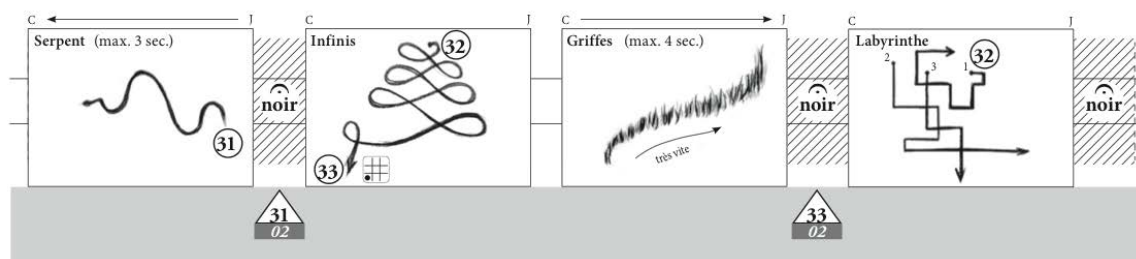 C J C J C J
Serpent (max. 3 sec.)
31
noir
31
02
Infinis
32
33
Griffes (max. 4 sec.)
très vite
noir
33
02
Labyrinthe
32
2 3 1
noir